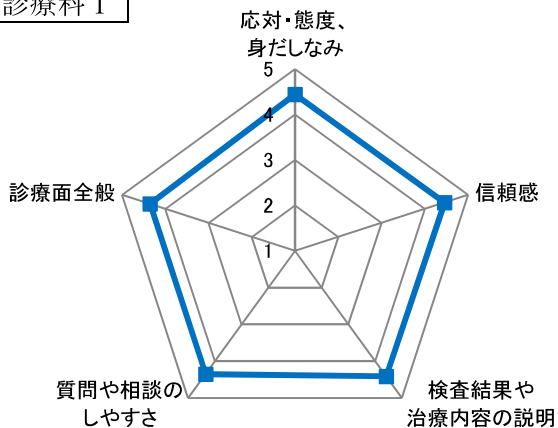 診療科1
応対・態度、
身だしなみ
5
4
3
2
1
信頼感
検査結果や
治療内容の説明
質問や相談の
しやすさ
診療面全般